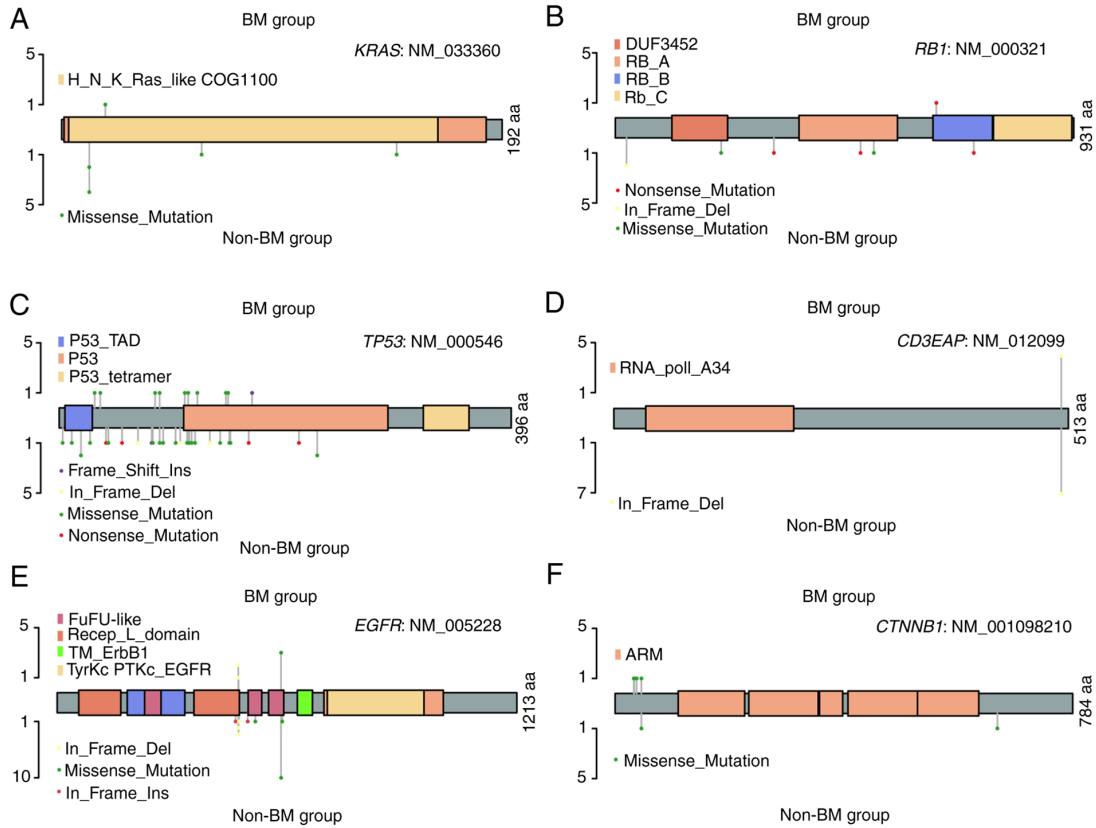 A
BM group
KRAS: NM_033360
5
H_N_K_Ras_like COG1100
1
192 aa
1
5
Missense_Mutation
Non-BM group
B
BM group
DUF3452
RB_A
RB_B
Rb_C
RB1: NM_000321
5
1
931 aa
1
5
Nonsense_Mutation
In_Frame_Del
Missense_Mutation
Non-BM group
C
BM group
P53_TAD
P53
P53_tetramer
TP53: NM_000546
5
1
396 aa
1
5
Frame_Shift_Ins
In_Frame_Del
Missense_Mutation
Nonsense_Mutation
Non-BM group
D
BM group
CD3EAP: NM_012099
5
RNA_poll_A34
1
513 aa
1
7
In_Frame_Del
Non-BM group
E
BM group
FuFU-like
Recep_L_domain
TM_ErbB1
TyrKc PTKc_EGFR
EGFR: NM_005228
5
1
1213 aa
1
10
In_Frame_Del
Missense_Mutation
In_Frame_Ins
Non-BM group
F
BM group
CTNNB1: NM_001098210
5
ARM
1
784 aa
1
5
Missense_Mutation
Non-BM group